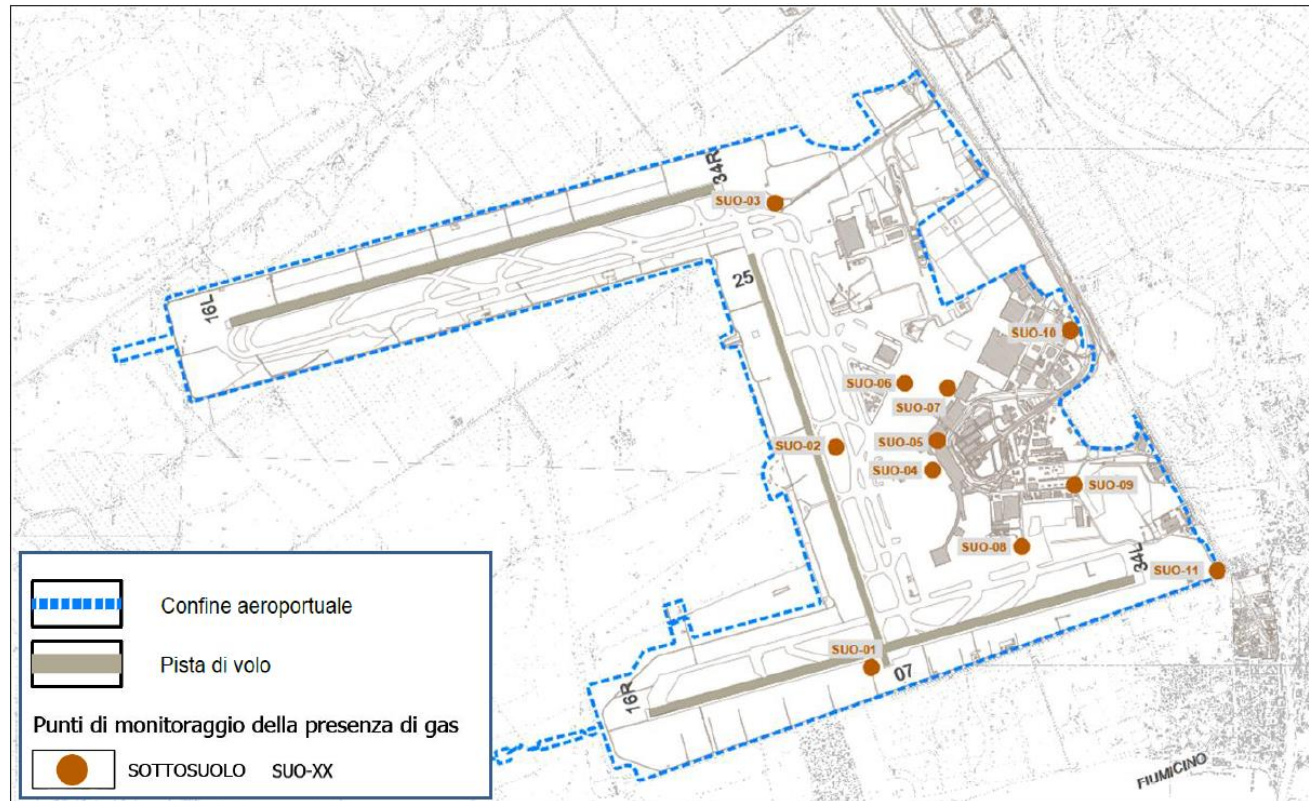 34R
SUO-03
25
16L
SUO-10
SUO-06
SUO-07
SUO-05
SUO-02
SUO-04
SUO-09
SUO-08
34L
SUO-11
SUO-01
07
16R
FIUMICINO
Confine aeroportuale
Pista di volo
Punti di monitoraggio della presenza di gas
SOTTOSUOLO SUO-XX